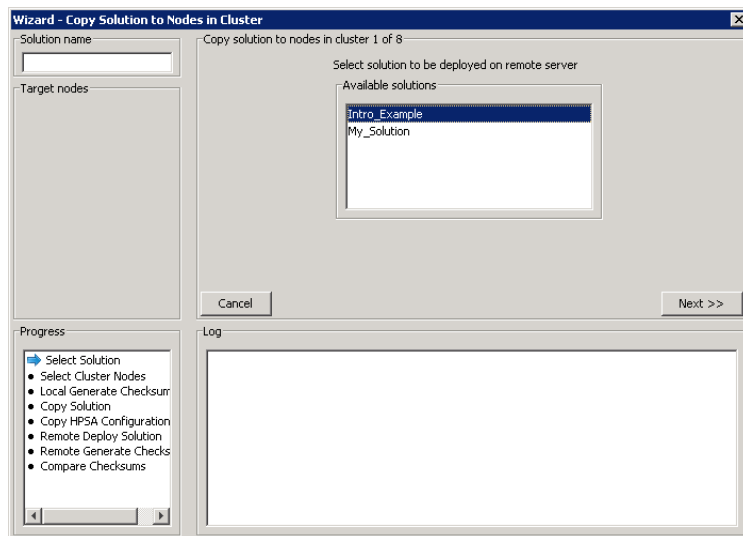 Wizard - Copy Solution to Nodes in Cluster
Solution name
Target nodes
Copy solution to nodes in cluster 1 of 8
Select solution to be deployed on remote server
Available solutions
Intro_Example
My_Solution
Cancel
Next >>
Progress
Select Solution
Select Cluster Nodes
Local Generate Checksum
Copy Solution
Copy HPSA Configuration
Remote Deploy Solution
Remote Generate Checks
Compare Checksums
Log